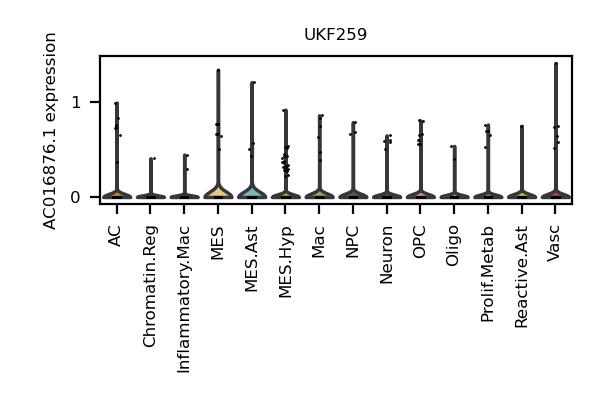 UKF259
AC016876.1 expression
1
0
AC
Chromatin.Reg
Inflammatory.Mac
MES
MES.Ast
MES.Hyp
Mac
NPC
Neuron
OPC
Oligo
Prolif.Metab
Reactive.Ast
Vasc